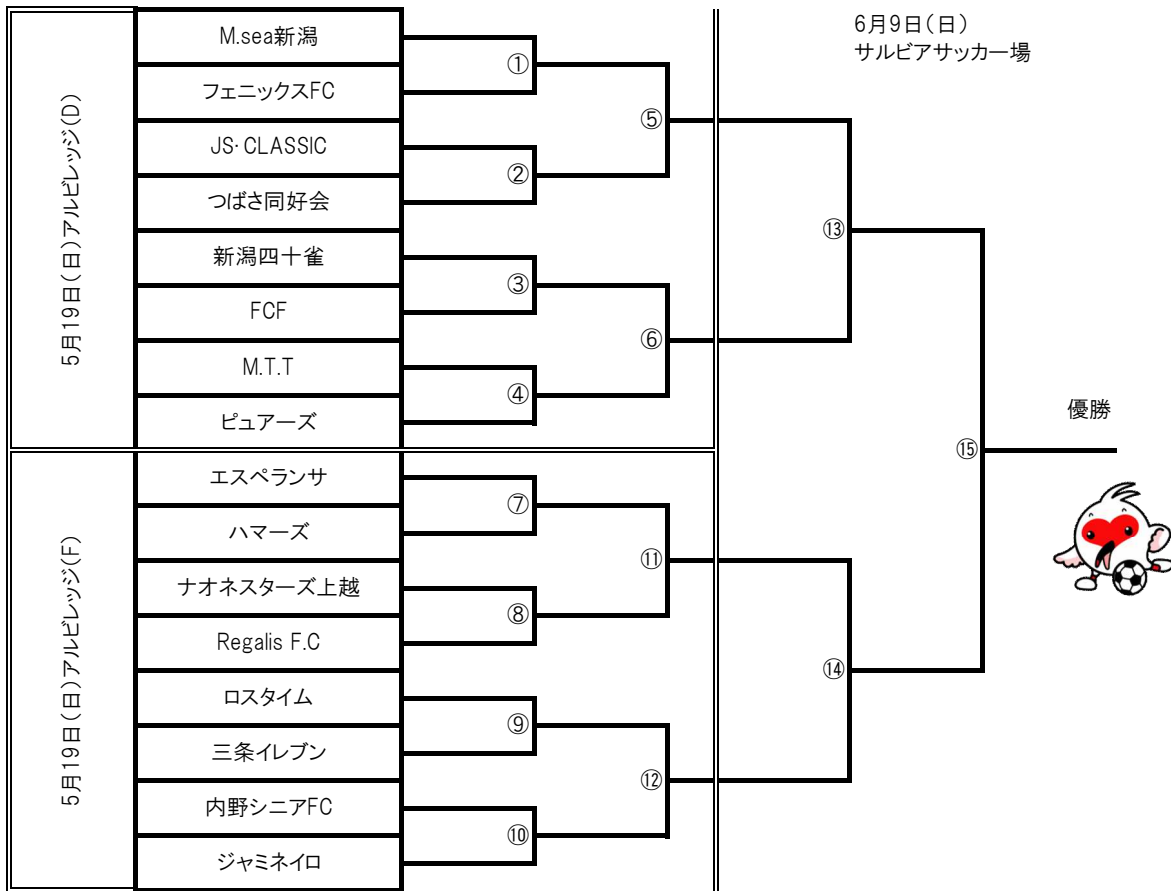 6月9日(日)
サルビアサッカー場
5月19日(日)アルビレッジ(D)
M.sea新潟
フェニックスFC
JS・CLASSIC
つばさ同好会
新潟四十雀
FCF
M.T.T
ピュアーズ
①
②
③
④
⑤
⑥
5月19日(日)アルビレッジ(F)
エスペランサ
ハマーズ
ナオネスターズ上越
Regalis F.C
ロスタイム
三条イレブン
内野シニアFC
ジャミネイロ
⑦
⑧
⑨
⑩
⑪
⑫
⑬
⑭
⑮
優勝